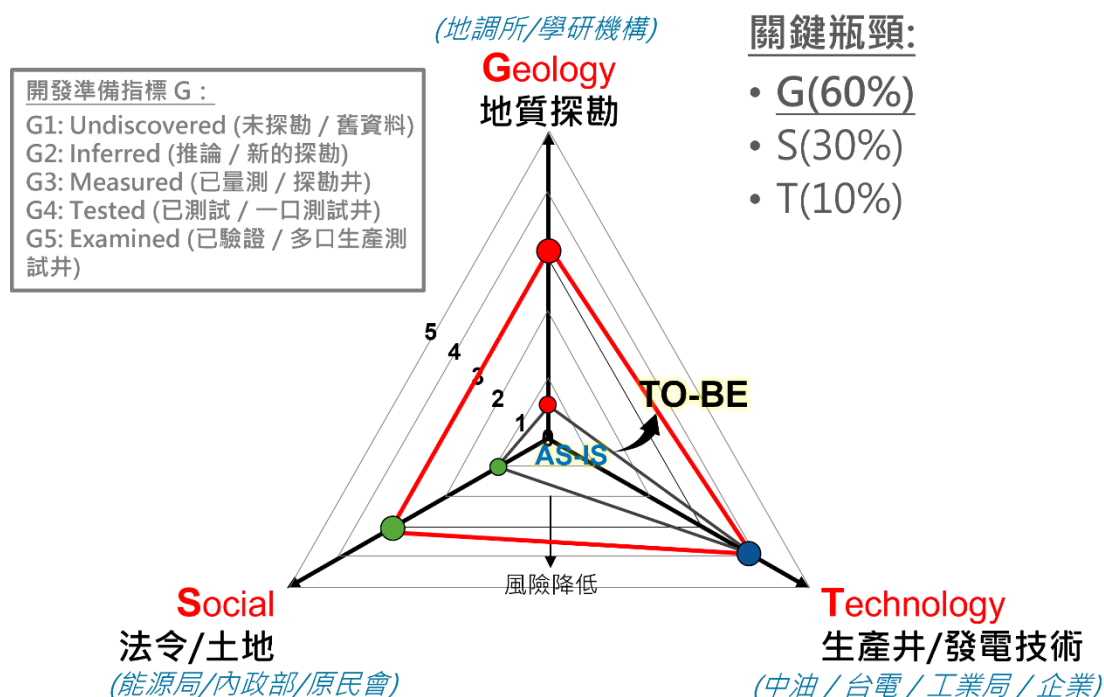 (地調所/學研機構)
Geology
地質探勘
關鍵瓶頸:
• G(60%)
• S(30%)
• T(10%)
開發準備指標 G：
G1: Undiscovered (未探勘 / 舊資料)
G2: Inferred (推論 / 新的探勘)
G3: Measured (已量測 / 探勘井)
G4: Tested (已測試 / 一口測試井)
G5: Examined (已驗證 / 多口生產測
試井)
5
4
3
2
1
0
TO-BE
AS-IS
風險降低
Social
法令/土地
(能源局/內政部/原民會)
Technology
生產井/發電技術
(中油 / 台電 / 工業局 / 企業)